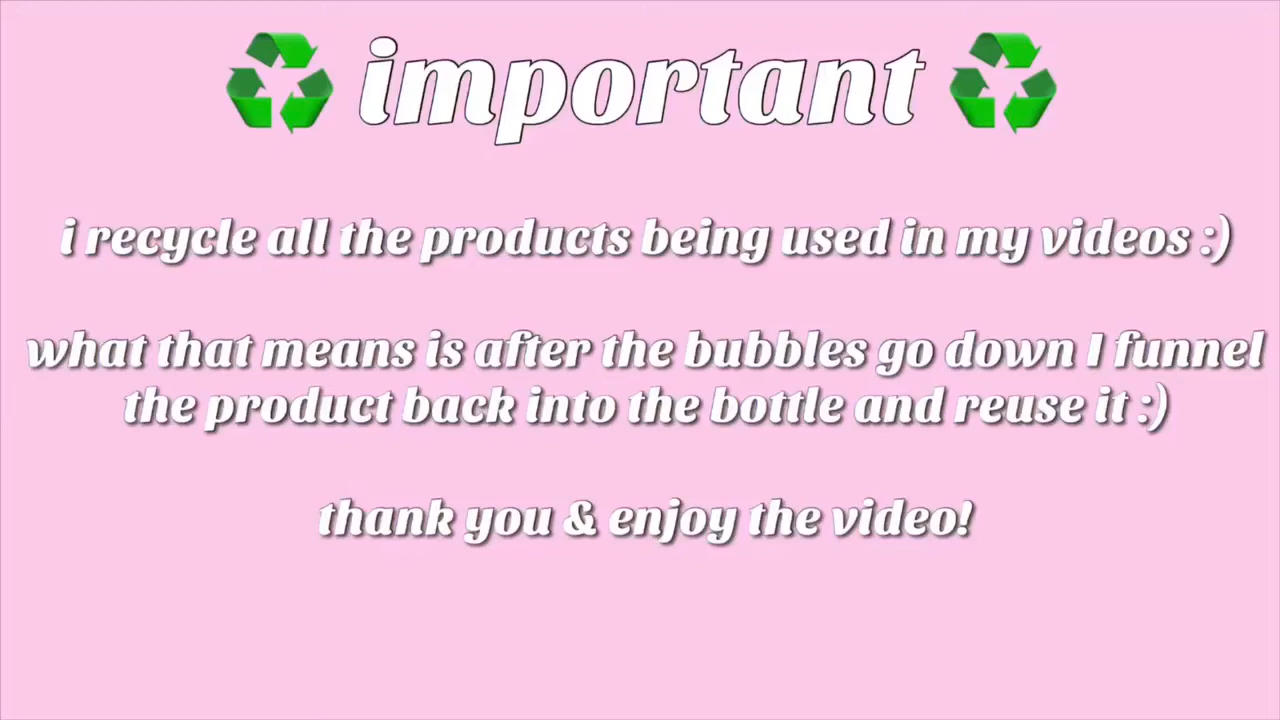 ♻ important ♻
i recycle all the products being used in my videos :)
what that means is after the bubbles go down I funnel
the product back into the bottle and reuse it :)
thank you & enjoy the video!